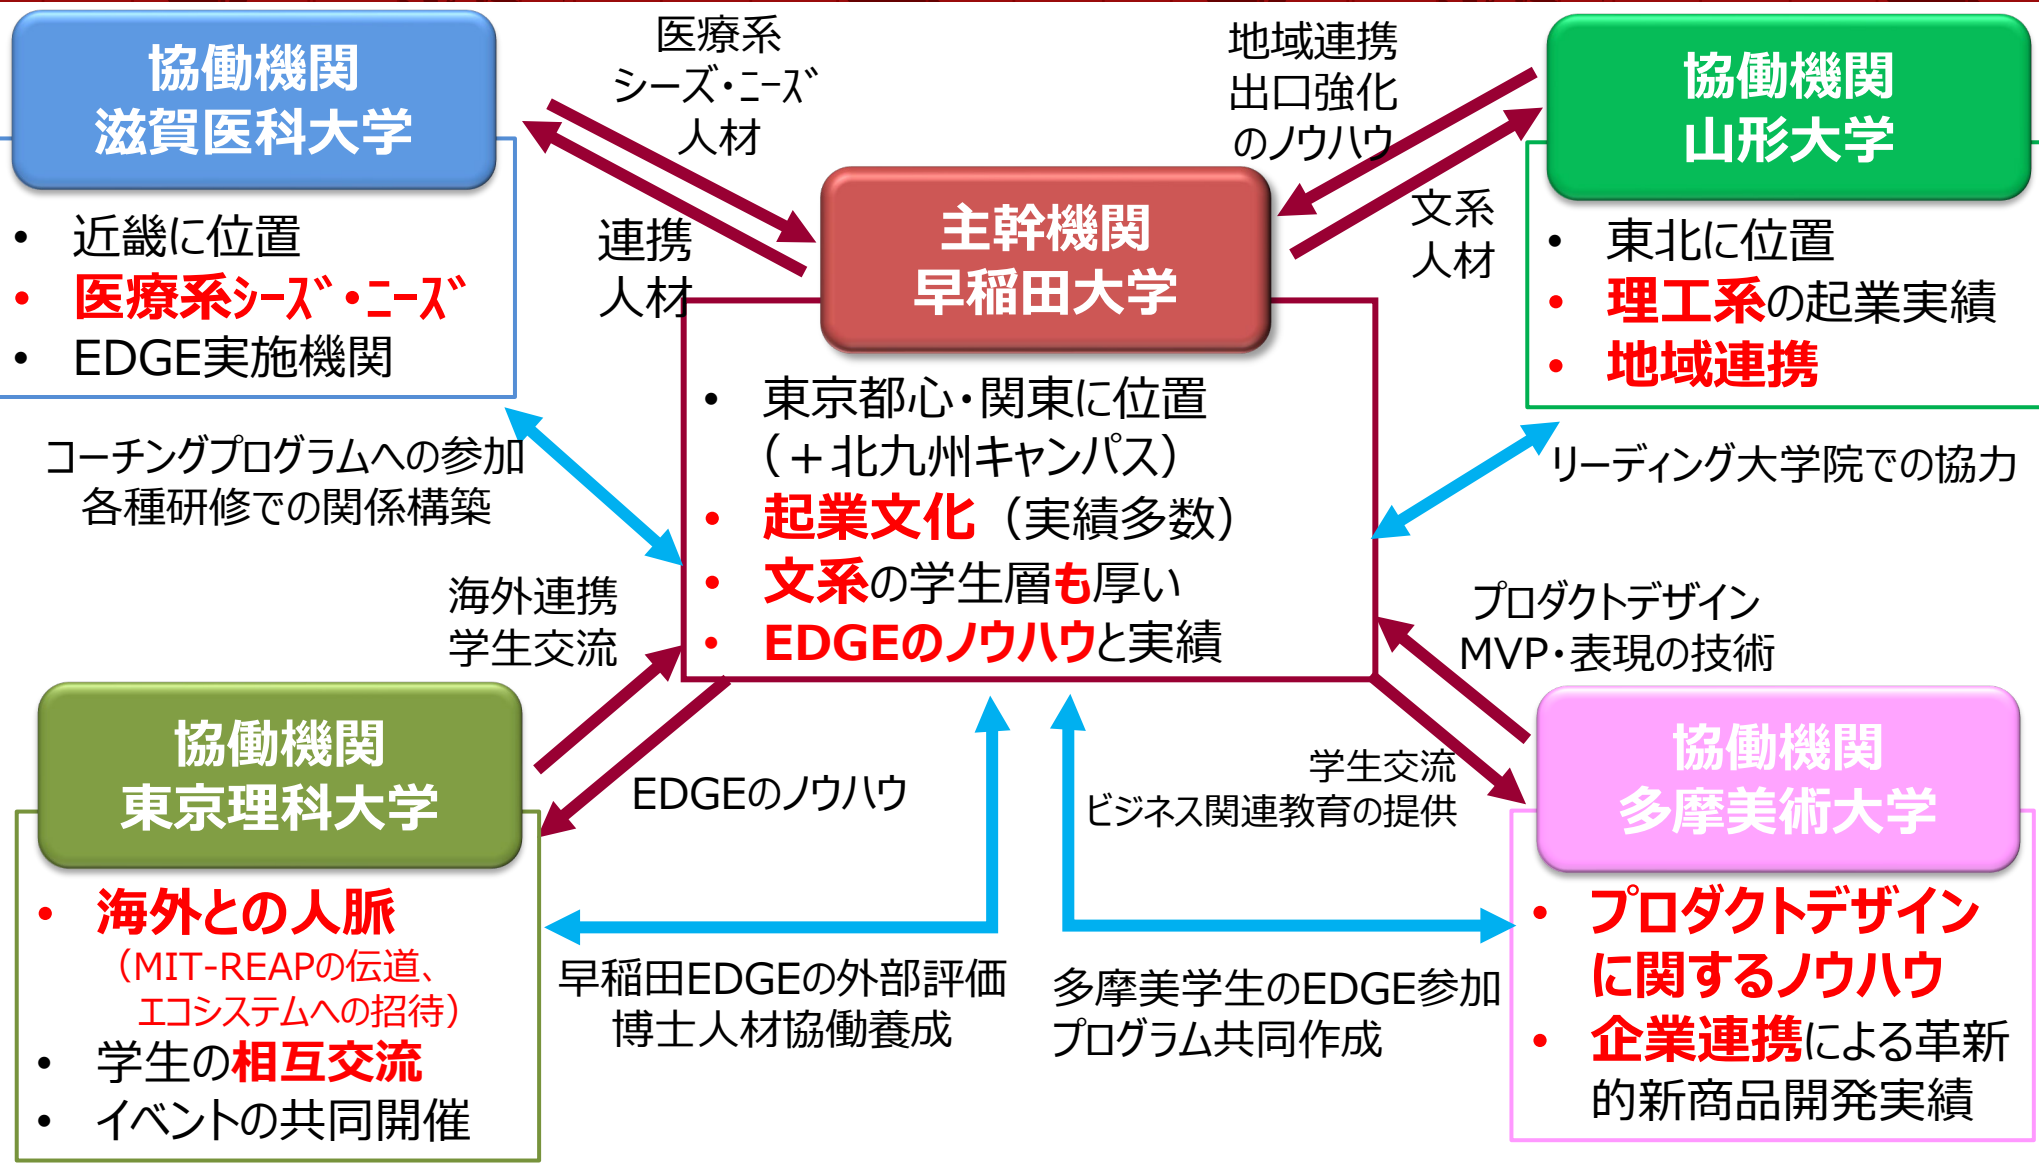 協働機関
滋賀医科大学
• 近畿に位置
• 医療系ｼｰｽﾞ・ﾆｰｽﾞ
• EDGE実施機関
医療系
シーズ・ﾆｰｽﾞ
人材
連携
人材
地域連携
出口強化
のノウハウ
文系
人材
協働機関
山形大学
• 東北に位置
• 理工系の起業実績
• 地域連携
主幹機関
早稲田大学
• 東京都心・関東に位置
（＋北九州キャンパス）
• 起業文化（実績多数）
• 文系の学生層も厚い
• EDGEのノウハウと実績
コーチングプログラムへの参加
各種研修での関係構築
リーディング大学院での協力
海外連携
学生交流
EDGEのノウハウ
プロダクトデザイン
MVP・表現の技術
学生交流
ビジネス関連教育の提供
協働機関
東京理科大学
• 海外との人脈
（MIT-REAPの伝道、
エコシステムへの招待）
• 学生の相互交流
• イベントの共同開催
早稲田EDGEの外部評価
博士人材協働養成
多摩美学生のEDGE参加
プログラム共同作成
協働機関
多摩美術大学
• プロダクトデザイン
に関するノウハウ
• 企業連携による革新
的新商品開発実績